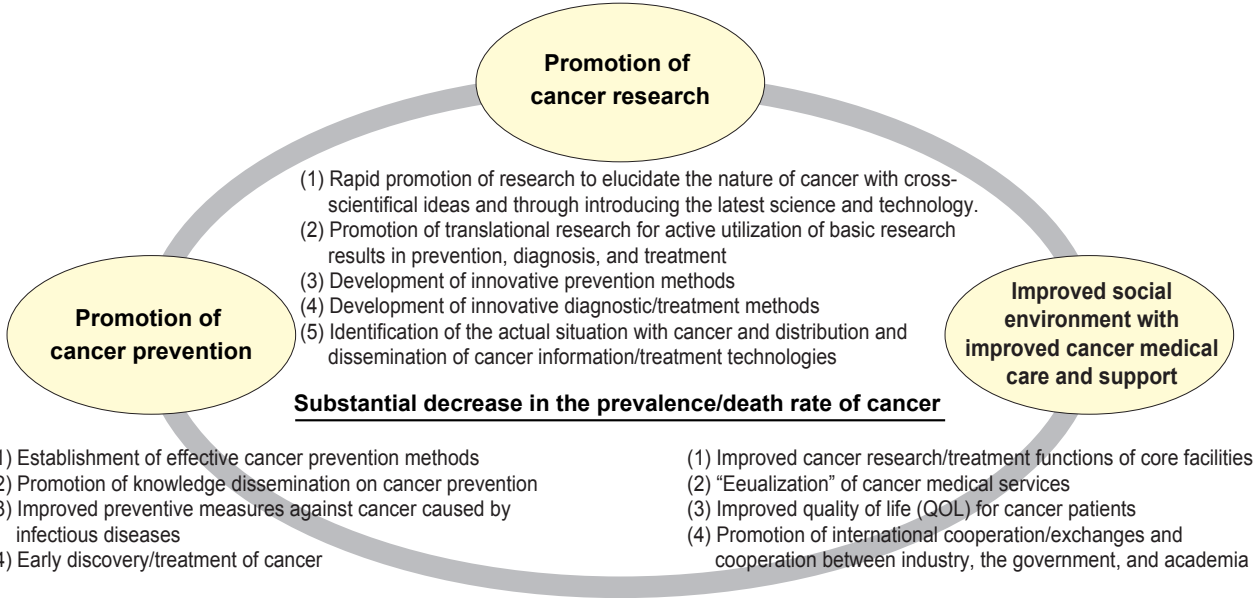 Promotion of
cancer research
(1) Rapid promotion of research to elucidate the nature of cancer with cross-
scientifical ideas and through introducing the latest science and technology.
(2) Promotion of translational research for active utilization of basic research
results in prevention, diagnosis, and treatment
(3) Development of innovative prevention methods
(4) Development of innovative diagnostic/treatment methods
(5) Identification of the actual situation with cancer and distribution and
dissemination of cancer information/treatment technologies
Promotion of
cancer prevention
Improved social
environment with
improved cancer medical
care and support
Substantial decrease in the prevalence/death rate of cancer
1) Establishment of effective cancer prevention methods
2) Promotion of knowledge dissemination on cancer prevention
3) Improved preventive measures against cancer caused by
infectious diseases
4) Early discovery/treatment of cancer
(1) Improved cancer research/treatment functions of core facilities
(2) “Eeualization” of cancer medical services
(3) Improved quality of life (QOL) for cancer patients
(4) Promotion of international cooperation/exchanges and
cooperation between industry, the government, and academia